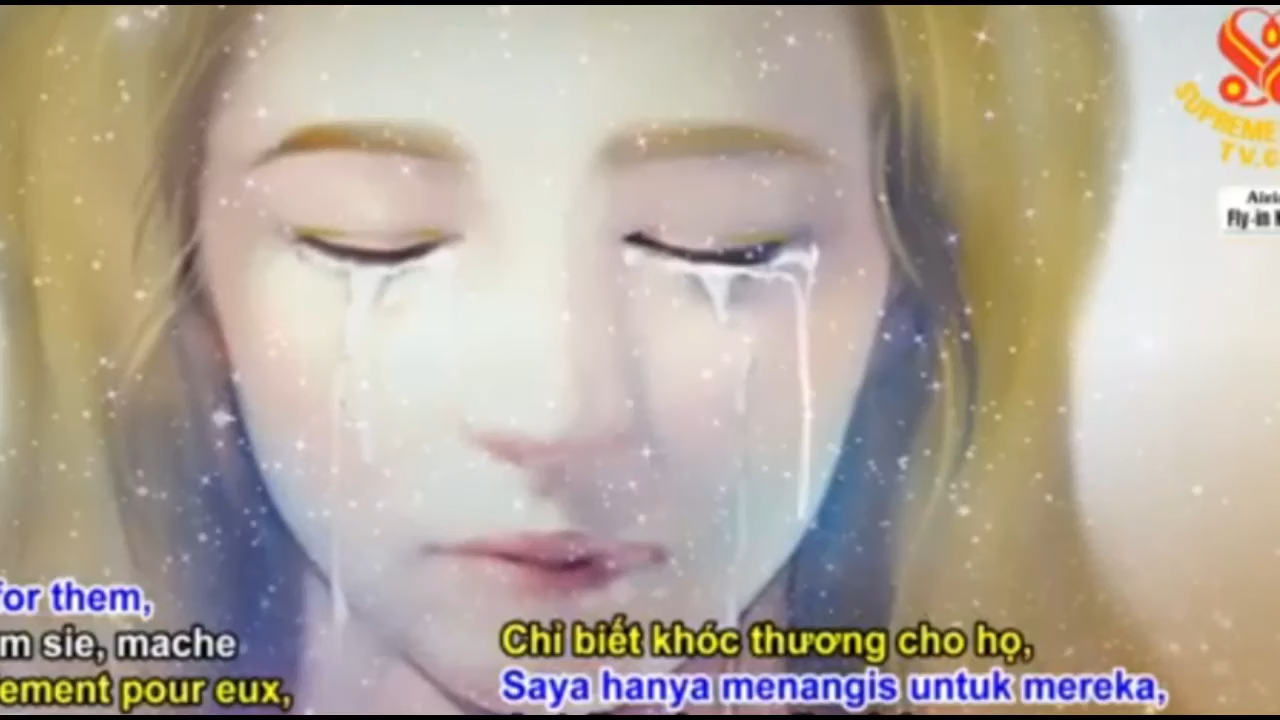 SUPREME
TV.C
Fly-in
for them,
m sie, mache
ement pour eux,
Chỉ biết khóc thương cho họ,
Saya hanya menangis untuk mereka,